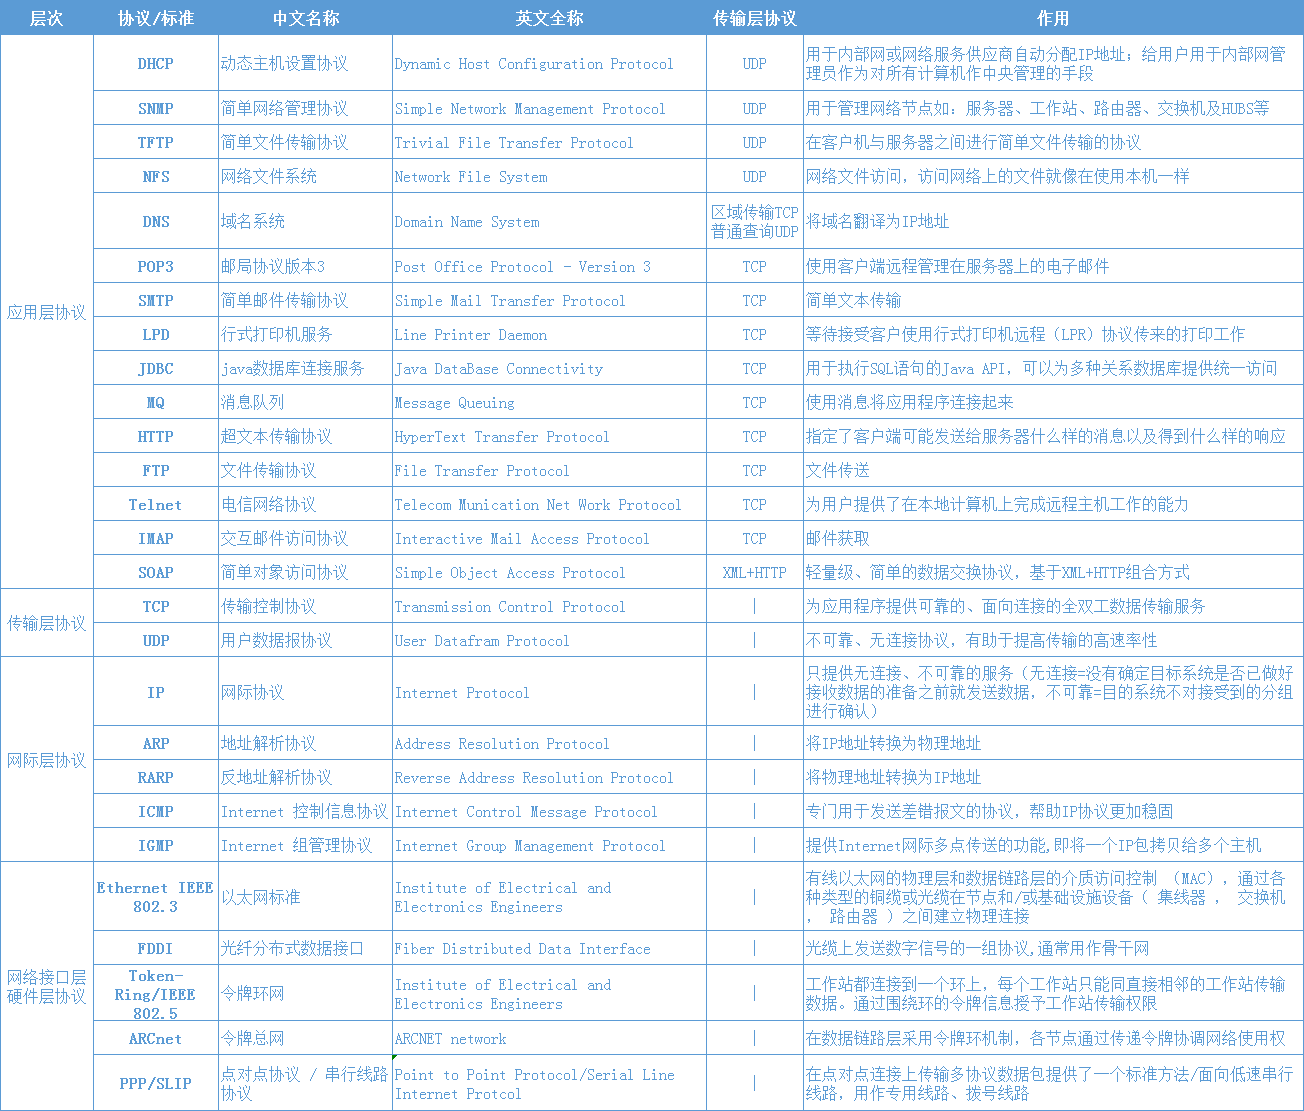 层次 协议/标准 中文名称 英文全称 传输层协议 作用
应用层协议
DHCP 动态主机设置协议 Dynamic Host Configuration Protocol UDP 用于内部网或网络服务供应商自动分配IP地址；给用户用于内部网管
理员作为对所有计算机作中央管理的手段
SNMP 简单网络管理协议 Simple Network Management Protocol UDP 用于管理网络节点如：服务器、工作站、路由器、交换机及HUBS等
TFTP 简单文件传输协议 Trivial File Transfer Protocol UDP 在客户机与服务器之间进行简单文件传输的协议
NFS 网络文件系统 Network File System UDP 网络文件访问，访问网络上的文件就像在使用本机一样
DNS 域名系统 Domain Name System 区域传输TCP
普通查询UDP 将域名翻译为IP地址
POP3 邮局协议版本3 Post Office Protocol - Version 3 TCP 使用客户端远程管理在服务器上的电子邮件
SMTP 简单邮件传输协议 Simple Mail Transfer Protocol TCP 简单文本传输
LPD 行式打印机服务 Line Printer Daemon TCP 等待接受客户使用行式打印机远程（LPR）协议传来的打印工作
JDBC java数据库连接服务 Java DataBase Connectivity TCP 用于执行SQL语句的Java API，可以为多种关系数据库提供统一访问
MQ 消息队列 Message Queuing TCP 使用消息将应用程序连接起来
HTTP 超文本传输协议 HyperText Transfer Protocol TCP 指定了客户端可能发送给服务器什么样的消息以及得到什么样的响应
FTP 文件传输协议 File Transfer Protocol TCP 文件传送
Telnet 电信网络协议 Telecom Munication Net Work Protocol TCP 为用户提供了在本地计算机上完成远程主机工作的能力
IMAP 交互邮件访问协议 Interactive Mail Access Protocol TCP 邮件获取
SOAP 简单对象访问协议 Simple Object Access Protocol XML+HTTP 轻量级、简单的数据交换协议，基于XML+HTTP组合方式
传输层协议
TCP 传输控制协议 Transmission Control Protocol | 为应用程序提供可靠的、面向连接的全双工数据传输服务
UDP 用户数据报协议 User Datafram Protocol | 不可靠、无连接协议，有助于提高传输的高速率性
网际层协议
IP 网际协议 Internet Protocol | 只提供无连接、不可靠的服务（无连接=没有确定目标系统是否已做好
接收数据的准备之前就发送数据，不可靠=目的系统不对接受到的分组
进行确认）
ARP 地址解析协议 Address Resolution Protocol | 将IP地址转换为物理地址
RARP 反地址解析协议 Reverse Address Resolution Protocol | 将物理地址转换为IP地址
ICMP Internet 控制信息协议 Internet Control Message Protocol | 专门用于发送差错报文的协议，帮助IP协议更加稳固
IGMP Internet 组管理协议 Internet Group Management Protocol | 提供Internet网际多点传送的功能,即将一个IP包拷贝给多个主机
网络接口层
硬件层协议
Ethernet IEEE
802.3 以太网标准 Institute of Electrical and
Electronics Engineers | 有线以太网的物理层和数据链路层的介质访问控制 （MAC），通过各
种类型的铜缆或光缆在节点和/或基础设施设备（ 集线器 ， 交换机
， 路由器 ）之间建立物理连接
FDDI 光纤分布式数据接口 Fiber Distributed Data Interface | 光缆上发送数字信号的一组协议,通常用作骨干网
Token-
Ring/IEEE
802.5 令牌环网 Institute of Electrical and
Electronics Engineers | 工作站都连接到一个环上，每个工作站只能同直接相邻的工作站传输
数据。通过围绕环的令牌信息授予工作站传输权限
ARCnet 令牌总网 ARCNET network | 在数据链路层采用令牌环机制，各节点通过传递令牌协调网络使用权
PPP/SLIP 点对点协议 / 串行线路
协议 Point to Point Protocol/Serial Line
Internet Protcol | 在点对点连接上传输多协议数据包提供了一个标准方法/面向低速串行
线路，用作专用线路、拨号线路